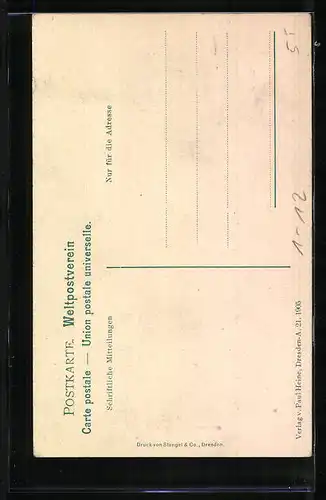 POSTKARTE. Weltpostverein
Carte postale — Union postale universelle.
Schriftliche Mitteilungen
Nur für die Adresse
Druck von Stengel & Co., Dresden.
Verlag v. Paul Heine, Dresden-A. 21. 1905
1-12